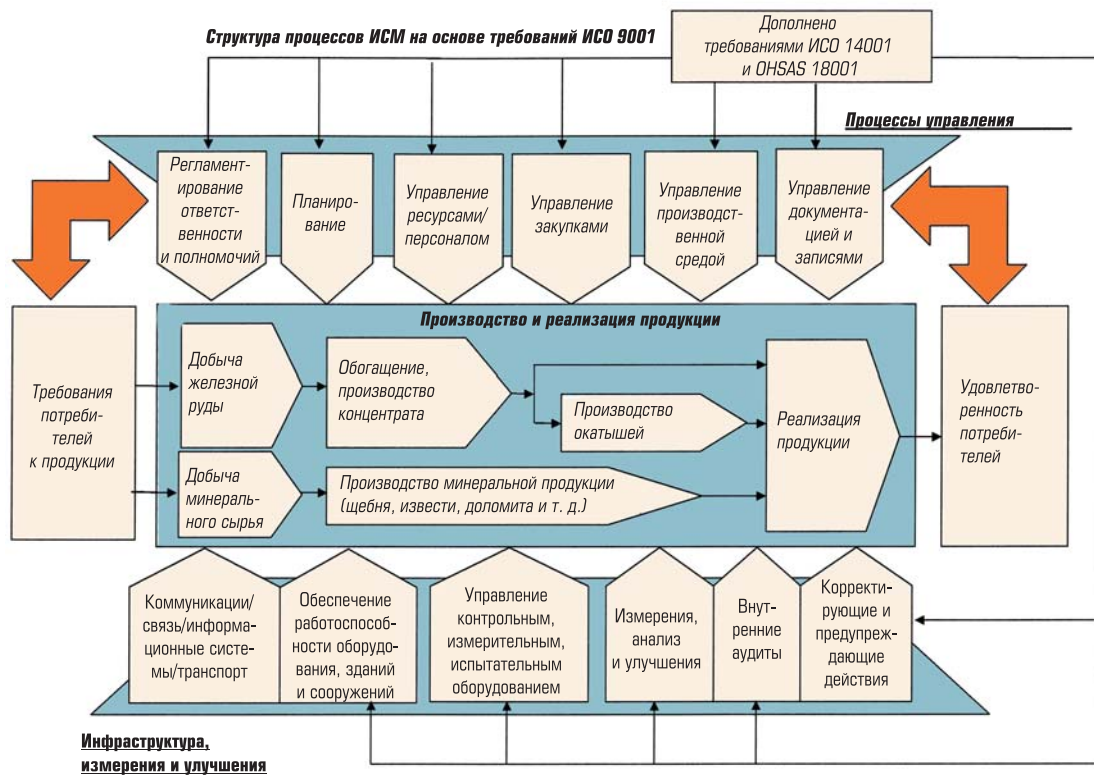 Структура процессов ИСМ на основе требований ИСО 9001
Дополнено
требованиями ИСО 14001
и OHSAS 18001
Процессы управления
Регламент-
ирование
ответст-
венности
и полномочий
Планиро-
вание
Управление
ресурсами/
персоналом
Управление
закупками
Управление
производст-
венной
средой
Управление
документа-
цией и
записями
Требования
потреби-
телей
к продукции
Производство и реализация продукции
Добыча
железной
руды
Обогащение,
производство
концентрата
Производство
окатышей
Реализация
продукции
Добыча
минераль-
ного сырья
Производство минеральной продукции
(щебня, извести, доломита и т. д.)
Удовлетво-
ренность
потреби-
телей
Коммуникации/
связь/информа-
ционные систе-
мы/транспорт
Обеспечение
работоспособ-
ности оборудо-
вания, зданий
и сооружений
Управление
контрольным,
измерительным,
испытательным
оборудованием
Измерения,
анализ
и улучшения
Внут-
ренние
аудиты
Корректи-
рующие и
предупреж-
дающие
действия
Инфраструктура,
измерения и улучшения